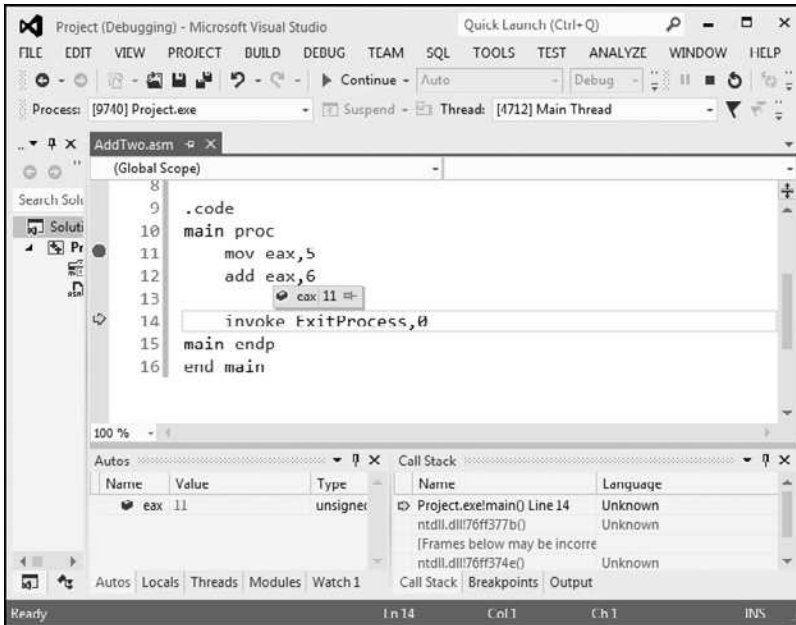 Project (Debugging) - Microsoft Visual Studio
Quick Launch (Ctrl+Q)
FILE EDIT VIEW PROJECT BUILD DEBUG TEAM SQL TOOLS TEST ANALYZE WINDOW HELP
Continue Auto Debug
Process: [9740] Project.exe Suspend Thread: [4712] Main Thread
AddTwo.asm
(Global Scope)
Search Solu
Soluti
Pr
8
9 .code
10 main proc
11 mov eax,5
12 add eax,6
13
eax 11
14 invoke ExitProcess,0
15 main endp
16 end main
100 %
Autos
Name Value Type
eax 11 unsigned
Autos Locals Threads Modules Watch 1
Call Stack
Name Language
Project.exe!main() Line 14 Unknown
ntdll.dll!76ff377b() Unknown
[Frames below may be incorre
ntdll.dll!76ff374e() Unknown
Call Stack Breakpoints Output
Ready Ln 14 Col 1 Ch 1 INS